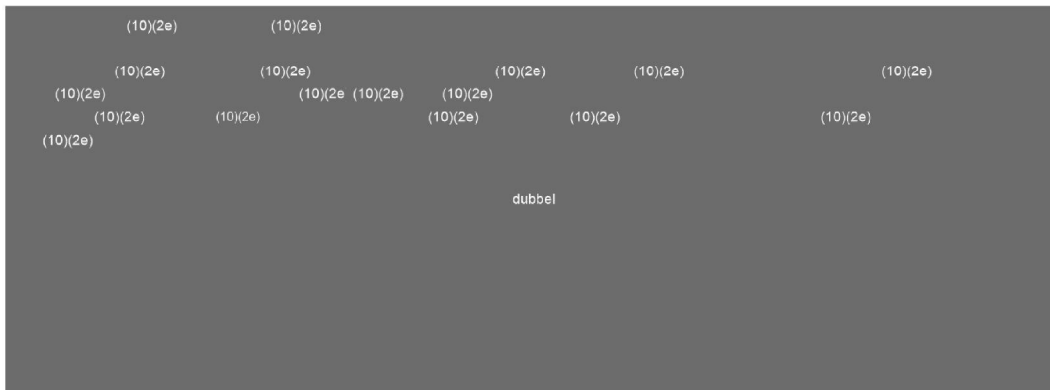 (10)(2e) (10)(2e)
(10)(2e) (10)(2e) (10)(2e) (10)(2e) (10)(2e)
(10)(2e) (10)(2e (10)(2e) (10)(2e)
(10)(2e) (10)(2e) (10)(2e) (10)(2e) (10)(2e)
(10)(2e)
dubbel